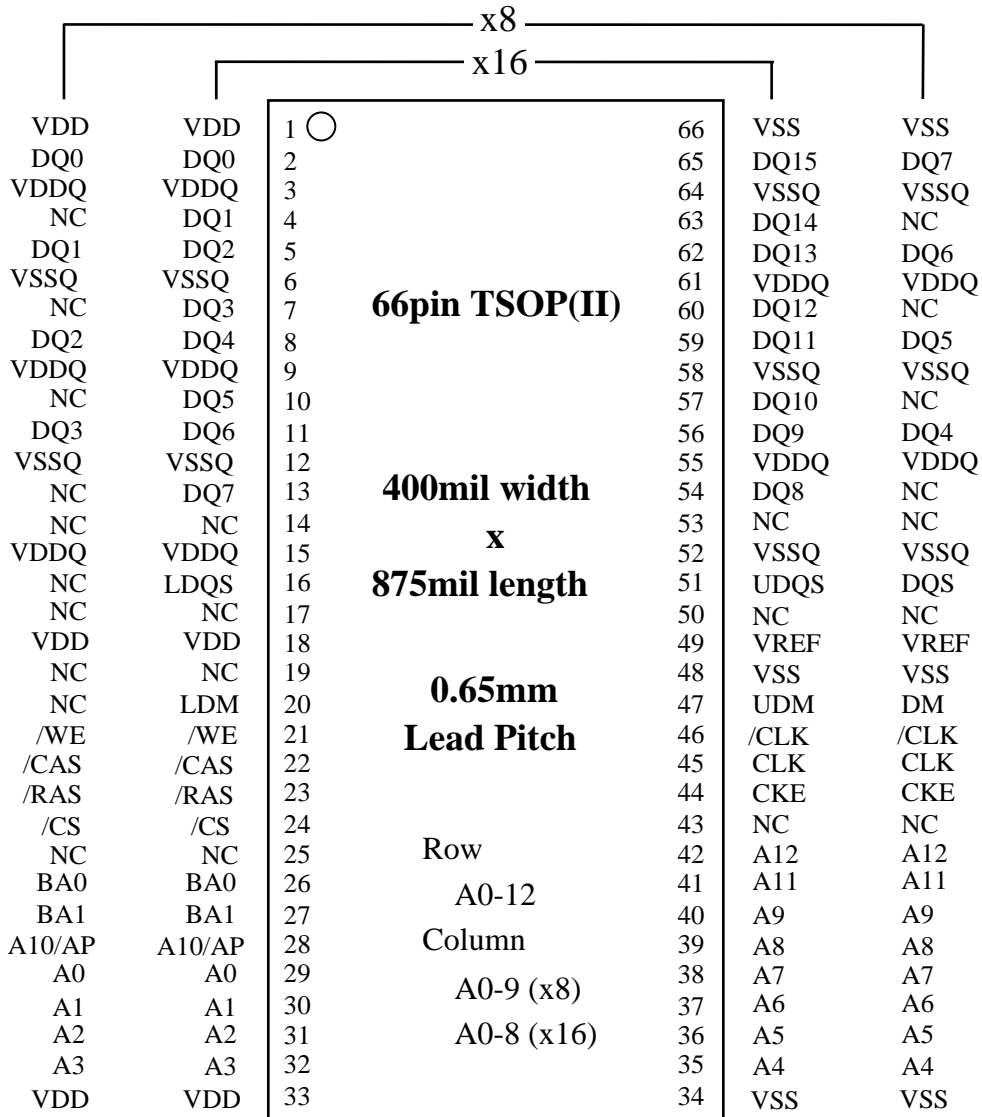 x8
x16
VDD VDD 1 66 VSS VSS
DQ0 DQ0 2 65 DQ15 DQ7
VDDQ VDDQ 3 64 VSSQ VSSQ
NC DQ1 4 63 DQ14 NC
DQ1 DQ2 5 62 DQ13 DQ6
VSSQ VSSQ 6 61 VDDQ VDDQ
66pin TSOP(II)
NC DQ3 7 60 DQ12 NC
DQ2 DQ4 8 59 DQ11 DQ5
VDDQ VDDQ 9 58 VSSQ VSSQ
NC DQ5 10 57 DQ10 NC
DQ3 DQ6 11 56 DQ9 DQ4
VSSQ VSSQ 12 55 VDDQ VDDQ
NC DQ7 13 400mil width 54 DQ8 NC
NC NC 14 53 NC NC
x
VDDQ VDDQ 15 52 VSSQ VSSQ
NC LDQS 16 875mil length 51 UDQS DQS
NC NC 17 50 NC NC
VDD VDD 18 49 VREF VREF
NC NC 19 48 VSS VSS
0.65mm
NC LDM 20 47 UDM DM
/WE /WE 21 Lead Pitch 46 /CLK /CLK
/CAS /CAS 22 45 CLK CLK
/RAS /RAS 23 44 CKE CKE
/CS /CS 24 43 NC NC
NC NC 25 Row 42 A12 A12
BA0 BA0 26 41 A11 A11
A0-12
BA1 BA1 27 40 A9 A9
A10/AP A10/AP 28 Column 39 A8 A8
A0 A0 29 38 A7 A7
A0-9 (x8)
A1 A1 30 37 A6 A6
A2 A2 31 A0-8 (x16) 36 A5 A5
A3 A3 32 35 A4 A4
VDD VDD 33 34 VSS VSS